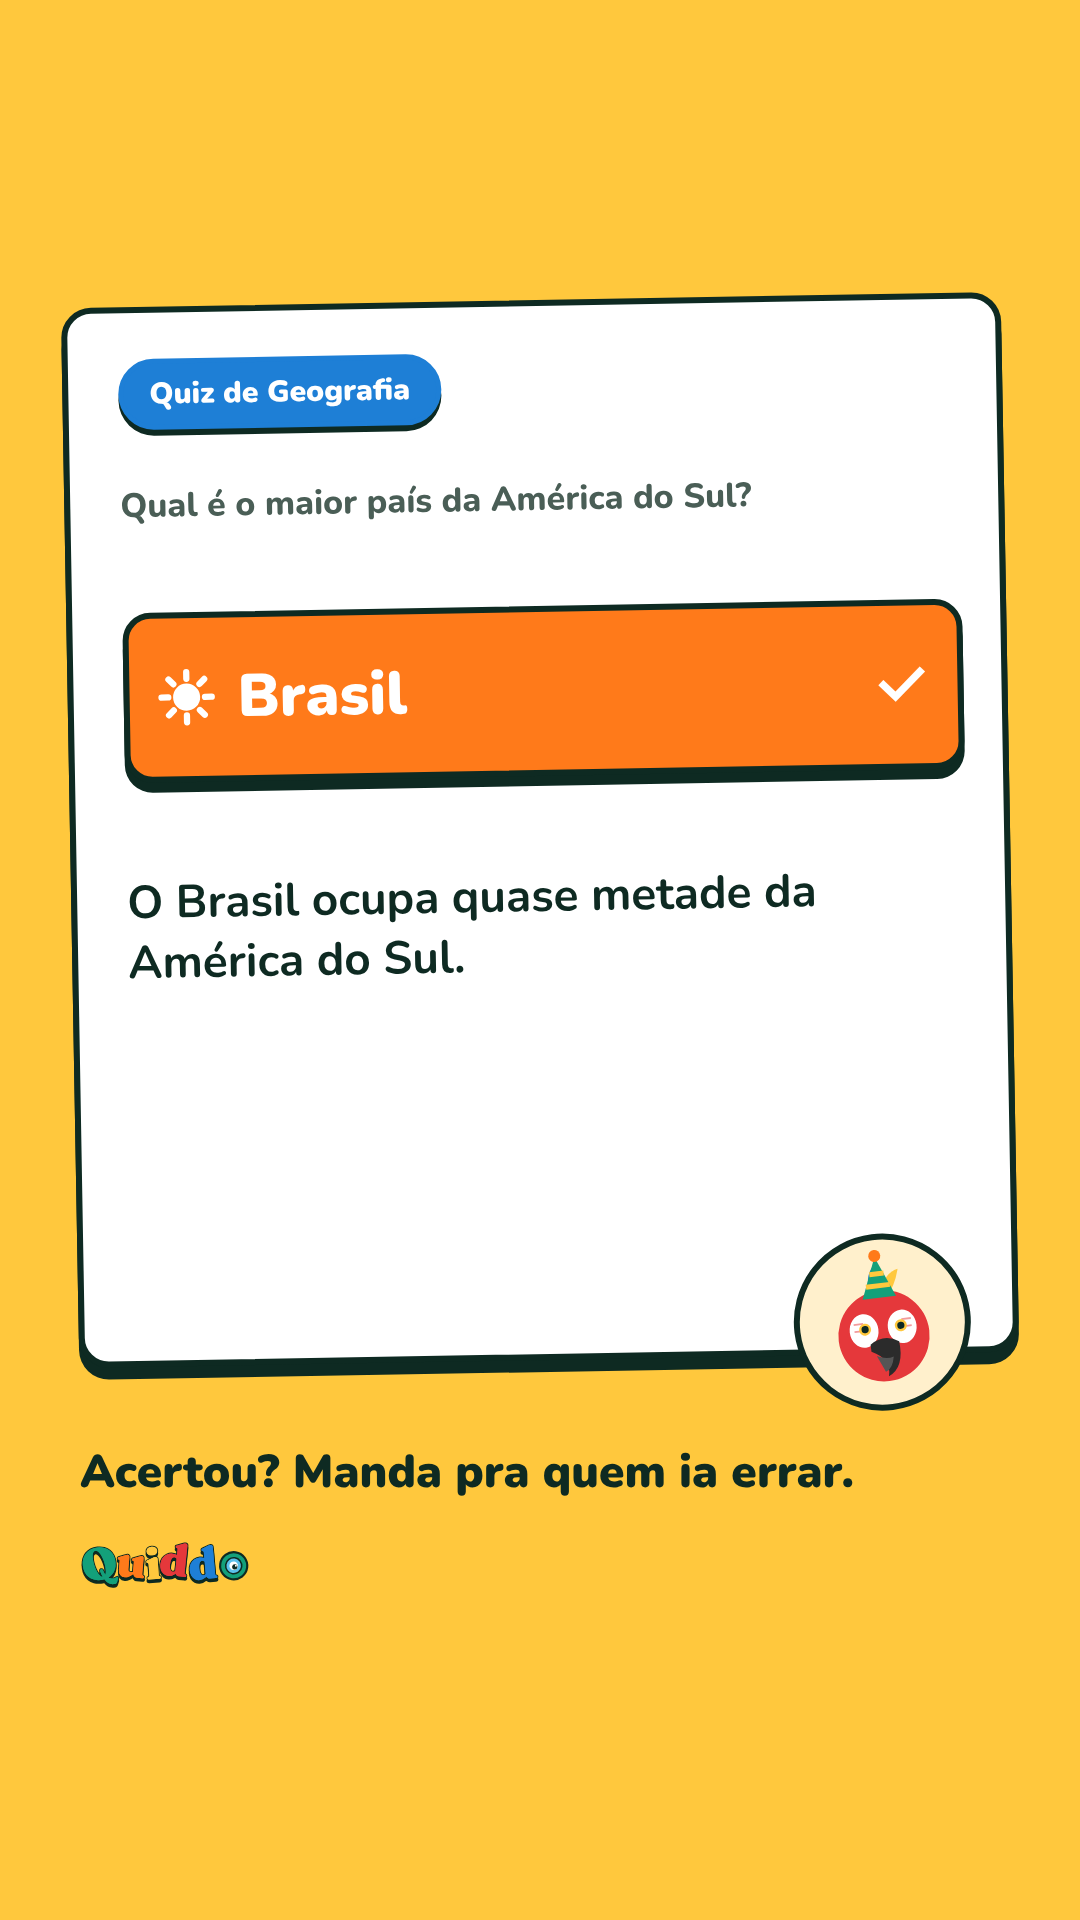 Quiz de Geografia
Qual é o maior país da América do Sul?
Brasil
O Brasil ocupa quase metade da
América do Sul.
Acertou? Manda pra quem ia errar.
Quiddo